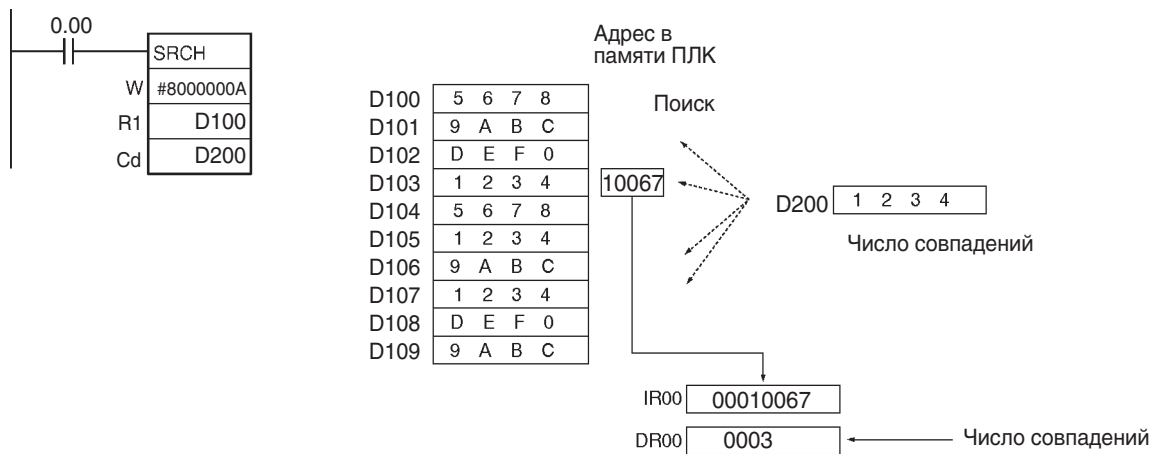 0.00
SRCH
W #8000000A
R1 D100
Cd D200
Адрес в
памяти ПЛК
Поиск
D100 5 6 7 8
D101 9 A B C
D102 D E F 0
D103 1 2 3 4 10067
D104 5 6 7 8
D105 1 2 3 4
D106 9 A B C
D107 1 2 3 4
D108 D E F 0
D109 9 A B C
D200 1 2 3 4
Число совпадений
IR00 00010067
DR00 0003 Число совпадений